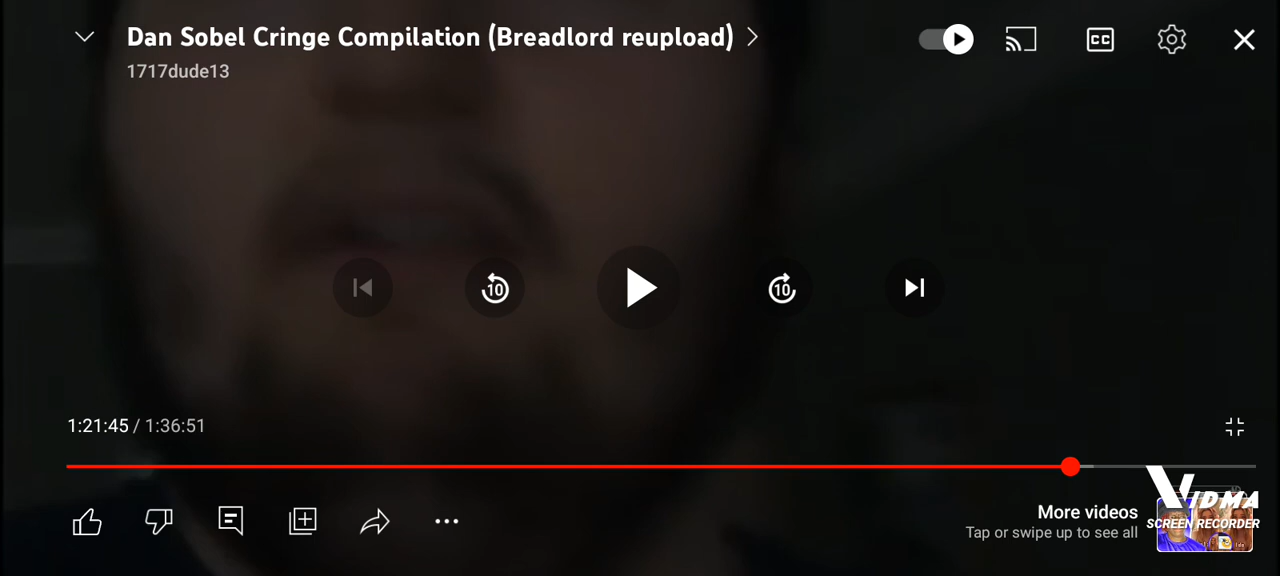 Dan Sobel Cringe Compilation (Breadlord reupload)
1717dude13
CC
10
10
1:21:45 / 1:36:51
More videos
Tap or swipe up to see all
VIDMA
SCREEN RECORDER